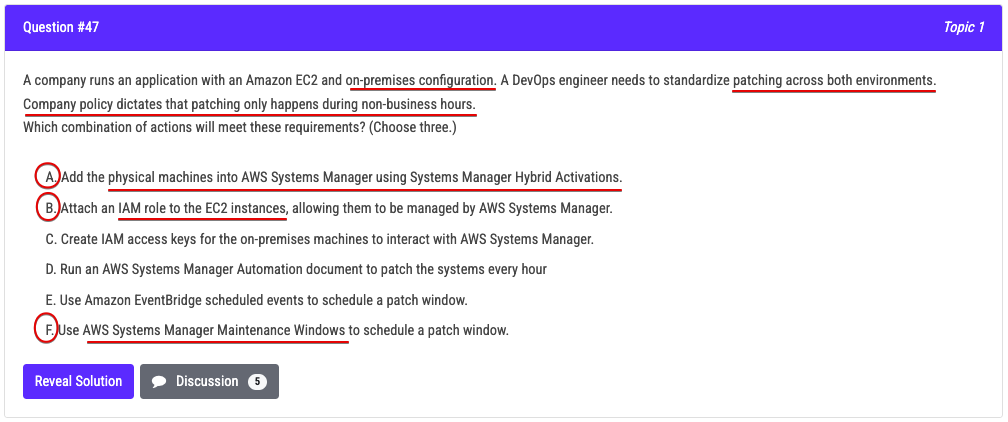 Question #47
Topic 1
A company runs an application with an Amazon EC2 and on-premises configuration. A DevOps engineer needs to standardize patching across both environments.
Company policy dictates that patching only happens during non-business hours.
Which combination of actions will meet these requirements? (Choose three.)
A. Add the physical machines into AWS Systems Manager using Systems Manager Hybrid Activations.
B. Attach an IAM role to the EC2 instances, allowing them to be managed by AWS Systems Manager.
C. Create IAM access keys for the on-premises machines to interact with AWS Systems Manager.
D. Run an AWS Systems Manager Automation document to patch the systems every hour
E. Use Amazon EventBridge scheduled events to schedule a patch window.
F. Use AWS Systems Manager Maintenance Windows to schedule a patch window.
Reveal Solution
Discussion 5